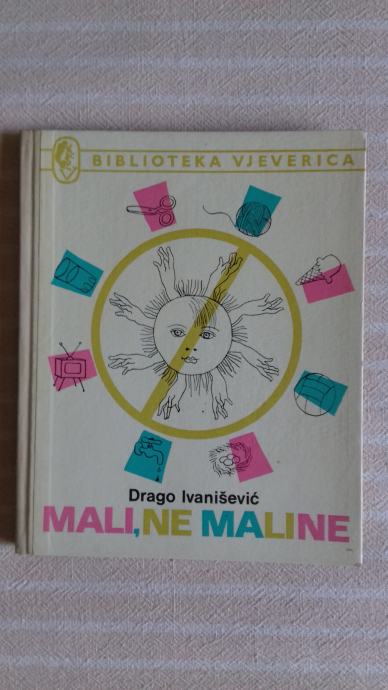 BIBLIOTEKA VJEVERICA
Drago Ivanišević
MALI, NE MALINE